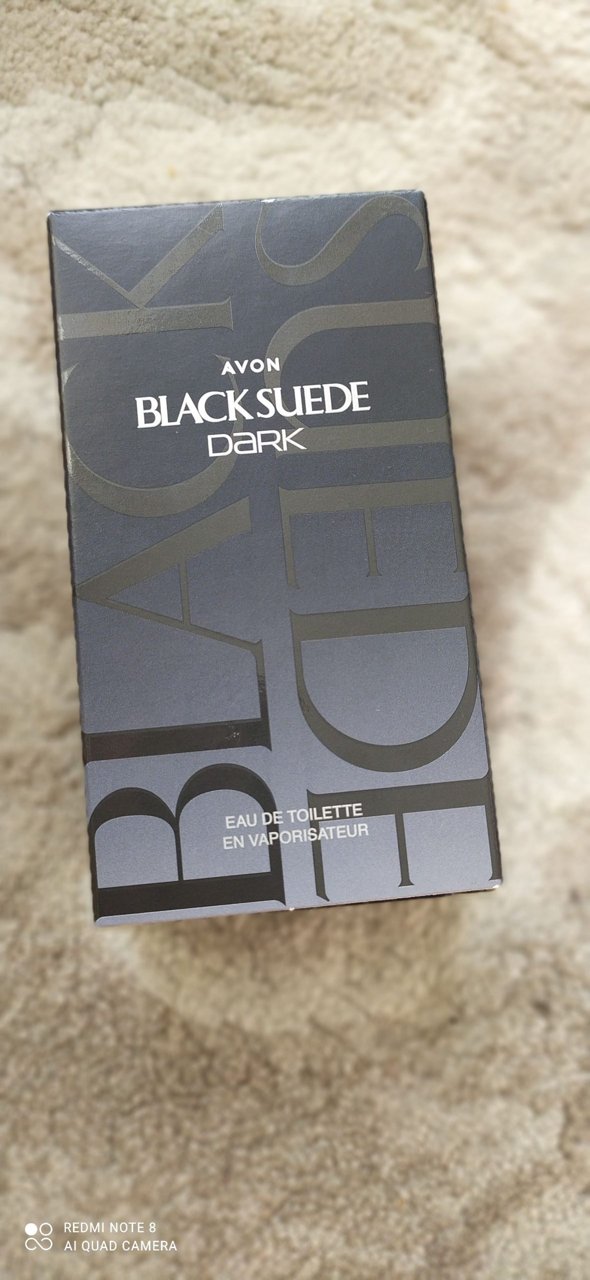 AVON
BLACK SUEDE
DaRK
BLACK
SUEDE
EAU DE TOILETTE
EN VAPORISATEUR
REDMI NOTE 8
AI QUAD CAMERA